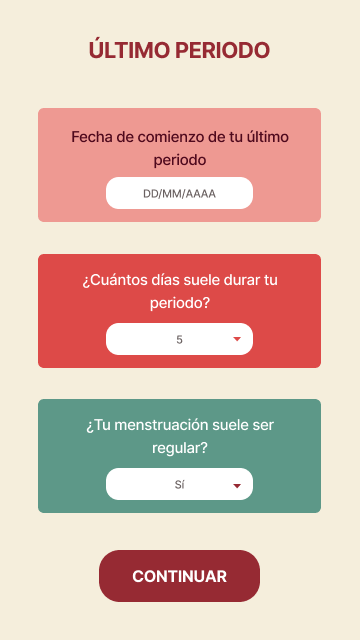 ÚLTIMO PERIODO
Fecha de comienzo de tu último
periodo
DD/MM/AAAA
¿Cuántos días suele durar tu
periodo?
5
¿Tu menstruación suele ser
regular?
Sí
CONTINUAR